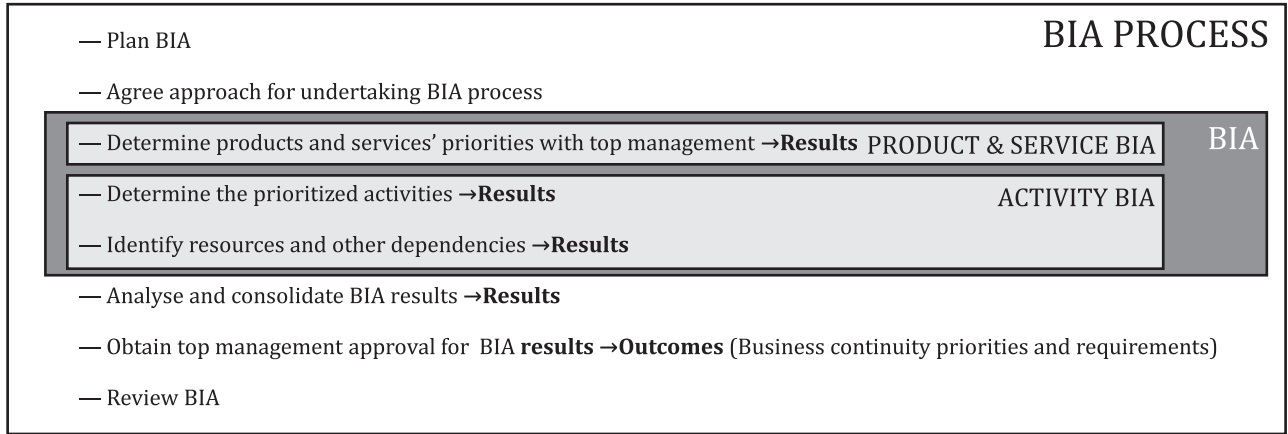 BIA PROCESS
— Plan BIA
— Agree approach for undertaking BIA process
— Determine products and services’ priorities with top management →Results PRODUCT & SERVICE BIA
BIA
— Determine the prioritized activities →Results
ACTIVITY BIA
— Identify resources and other dependencies →Results
— Analyse and consolidate BIA results →Results
— Obtain top management approval for BIA results →Outcomes (Business continuity priorities and requirements)
— Review BIA